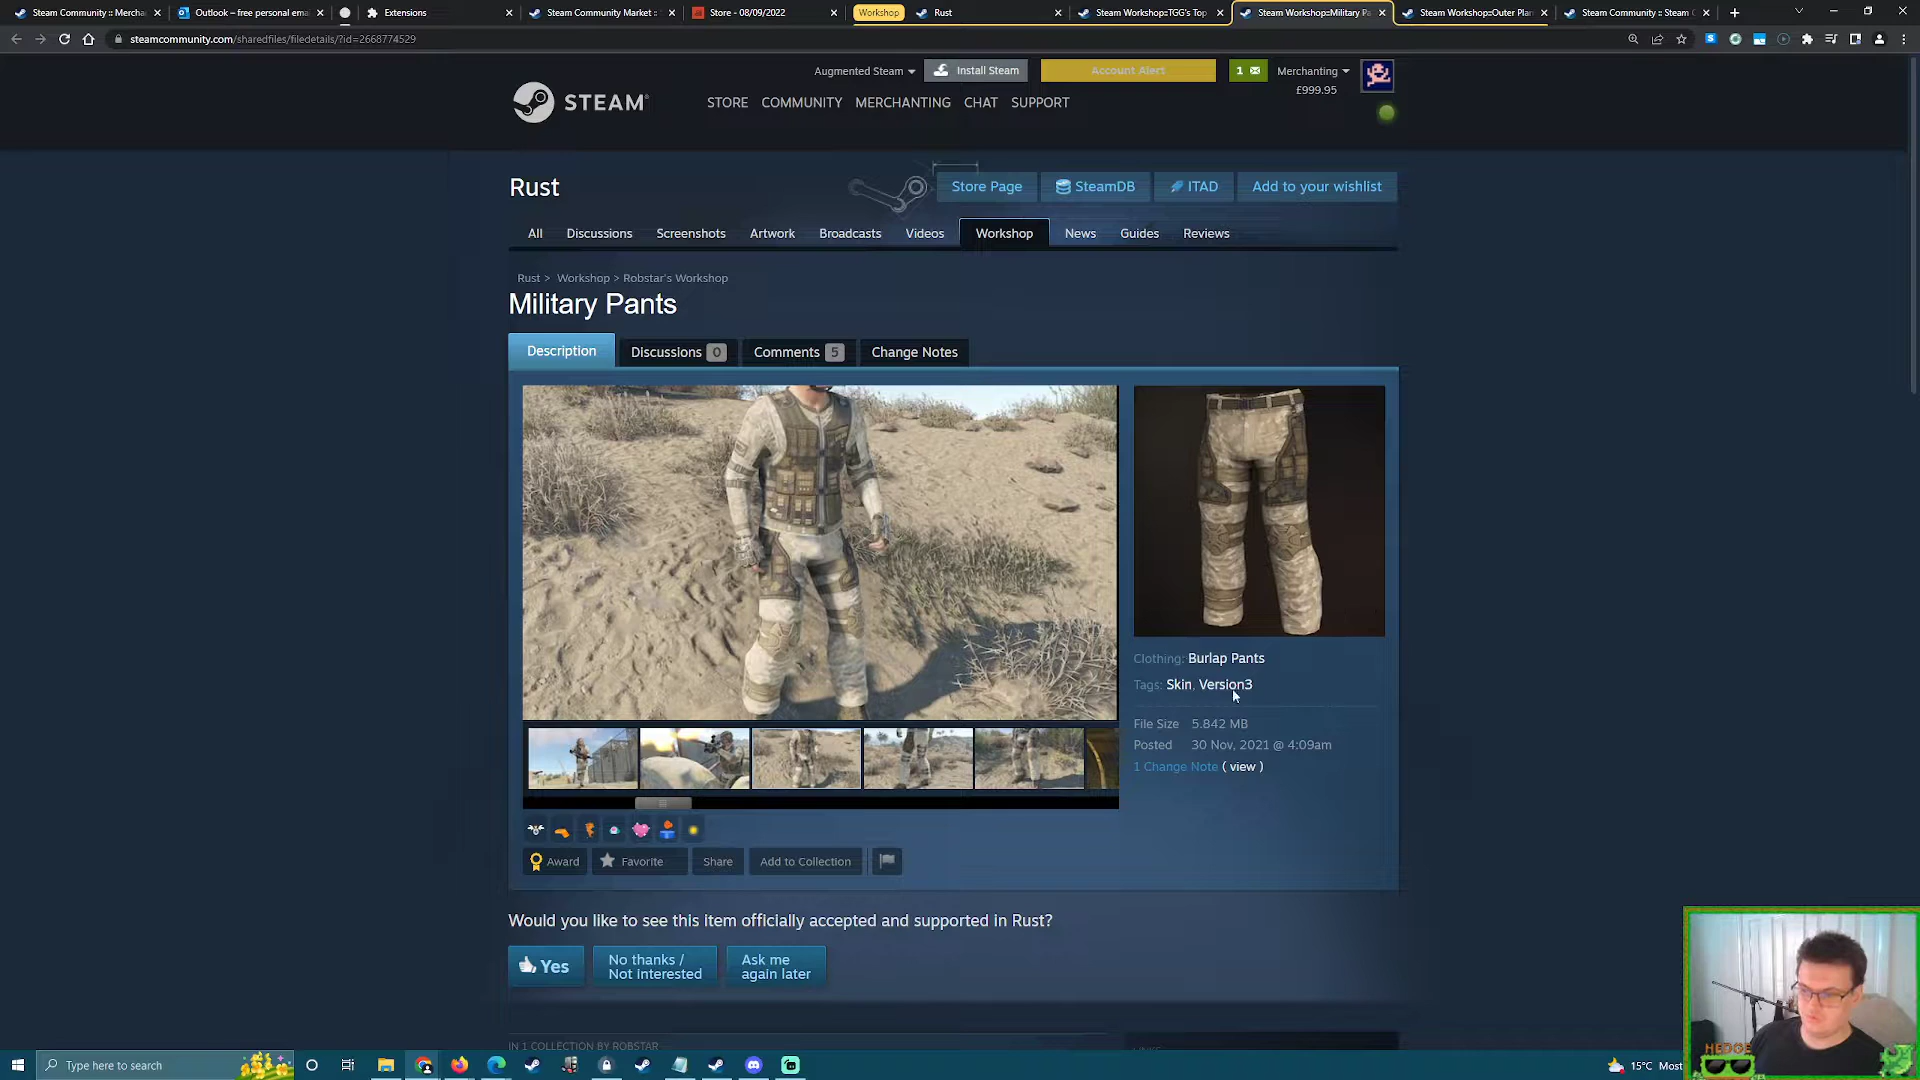 Steam Community :: Mercha
Outlook – free personal ema
Extensions
Steam Community Market ::
Store - 08/09/2022
Workshop
Rust
Steam Workshop::TGG's Top
Steam Workshop::Military Pa
Steam Workshop::Outer Plan
Steam Community :: Steam C
steamcommunity.com/sharedfiles/filedetails/?id=2668774529
Augmented Steam
Install Steam
Account Alert
1
Merchanting
£999.95
STEAM
STORE
COMMUNITY
MERCHANTING
CHAT
SUPPORT
Rust
Store Page
SteamDB
ITAD
Add to your wishlist
All
Discussions
Screenshots
Artwork
Broadcasts
Videos
Workshop
News
Guides
Reviews
Rust > Workshop > Robstar's Workshop
Military Pants
Description
Discussions 0
Comments 5
Change Notes
Clothing: Burlap Pants
Tags: Skin, Version3
File Size 5.842 MB
Posted 30 Nov, 2021 @ 4:09am
1 Change Note ( view )
Award
Favorite
Share
Add to Collection
Would you like to see this item officially accepted and supported in Rust?
Yes
No thanks /
Not interested
Ask me
again later
IN 1 COLLECTION BY ROBSTAR
LINKS
HEDGE
Type here to search
15°C Most